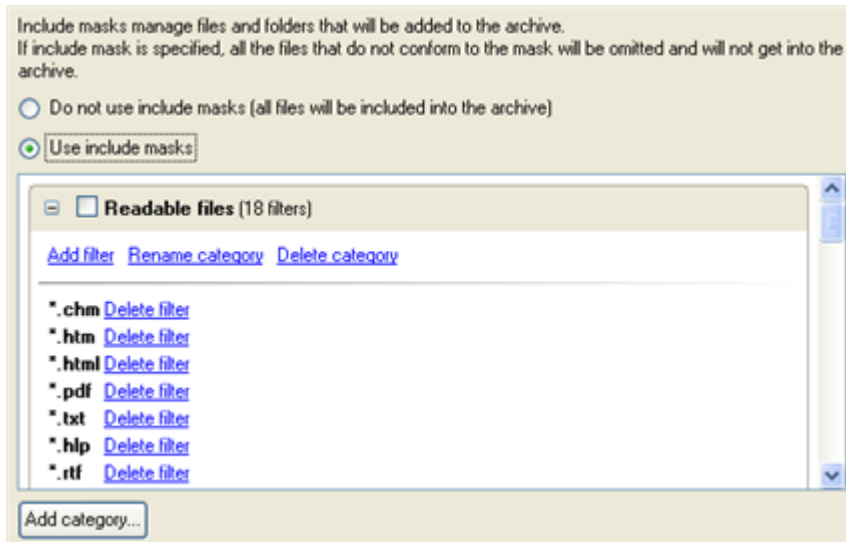 Include masks manage files and folders that will be added to the archive.
If include mask is specified, all the files that do not conform to the mask will be omitted and will not get into the
archive.
Do not use include masks (all files will be included into the archive)
Use include masks
Readable files (18 filters)
Add filter Rename category Delete category
*.chm Delete filter
*.htm Delete filter
*.html Delete filter
*.pdf Delete filter
*.txt Delete filter
*.hlp Delete filter
*.rtf Delete filter
Add category...